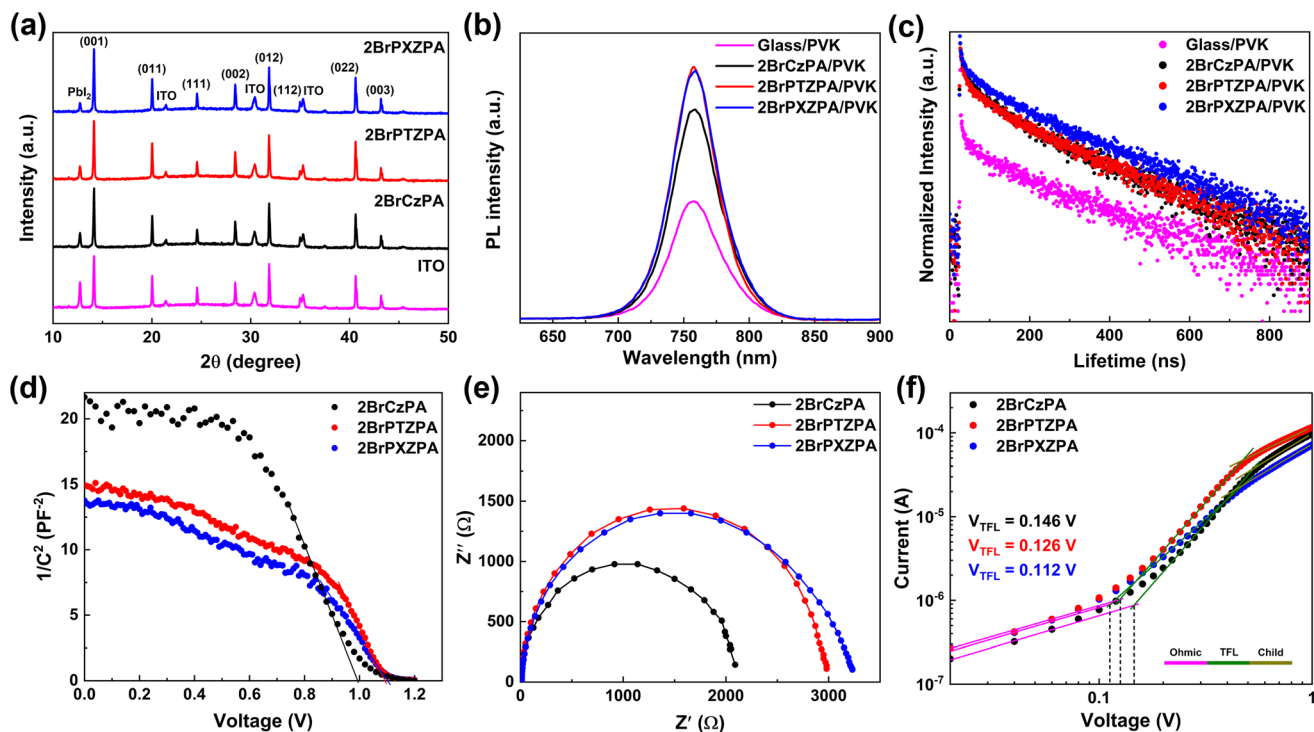 (a)
(001)
2BrPXZPA
(012)
(011)
(022)
(002)
PbI2
ITO
(111)
ITO
(112)
ITO
(003)
2BrPTZPA
2BrCzPA
ITO
Intensity (a.u.)
10 20 30 40 50
2θ (degree)
(b)
Glass/PVK
2BrCzPA/PVK
2BrPTZPA/PVK
2BrPXZPA/PVK
PL intensity (a.u.)
650 700 750 800 850 900
Wavelength (nm)
(c)
Glass/PVK
2BrCzPA/PVK
2BrPTZPA/PVK
2BrPXZPA/PVK
Normalized Intensity (a.u.)
0 200 400 600 800
Lifetime (ns)
(d)
2BrCzPA
2BrPTZPA
2BrPXZPA
1/C⁻² (PF⁻²)
20
15
10
5
0
0.0 0.2 0.4 0.6 0.8 1.0 1.2
Voltage (V)
(e)
2BrCzPA
2BrPTZPA
2BrPXZPA
Z'' (Ω)
2500
2000
1500
1000
500
0
0 1000 2000 3000
Z' (Ω)
(f)
2BrCzPA
2BrPTZPA
2BrPXZPA
VTFL = 0.146 V
VTFL = 0.126 V
VTFL = 0.112 V
Ohmic TFL Child
Current (A)
10⁻⁴
10⁻⁵
10⁻⁶
10⁻⁷
0.1 1
Voltage (V)